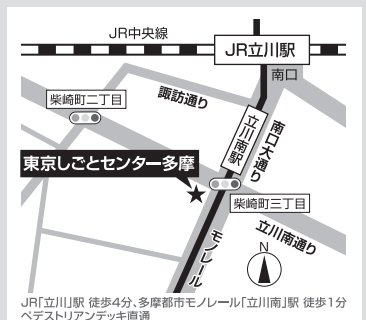 JR中央線
JR立川駅
南口
柴崎町二丁目
諏訪通り
立川南駅
南口大通り
東京しごとセンター多摩
柴崎町三丁目
立川南通り
モノレール
N
JR「立川」駅 徒歩4分、多摩都市モノレール「立川南」駅 徒歩1分
ペデストリアンデッキ直通